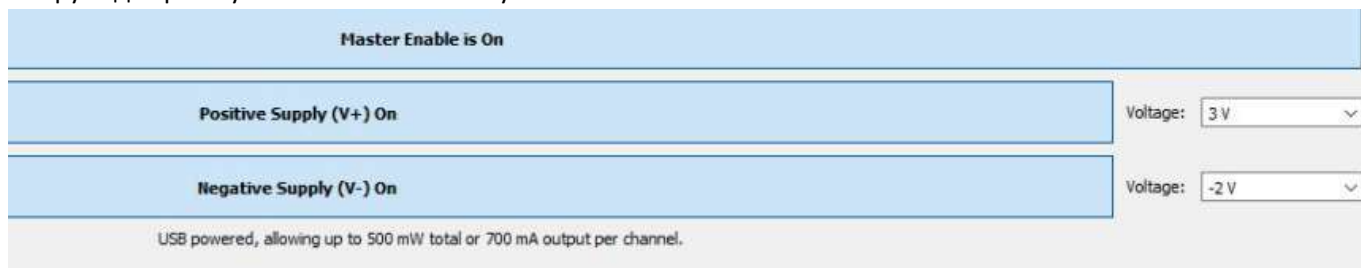 Master Enable is On
Positive Supply (V+) On Voltage: 3 V
Negative Supply (V-) On Voltage: -2 V
USB powered, allowing up to 500 mW total or 700 mA output per channel.